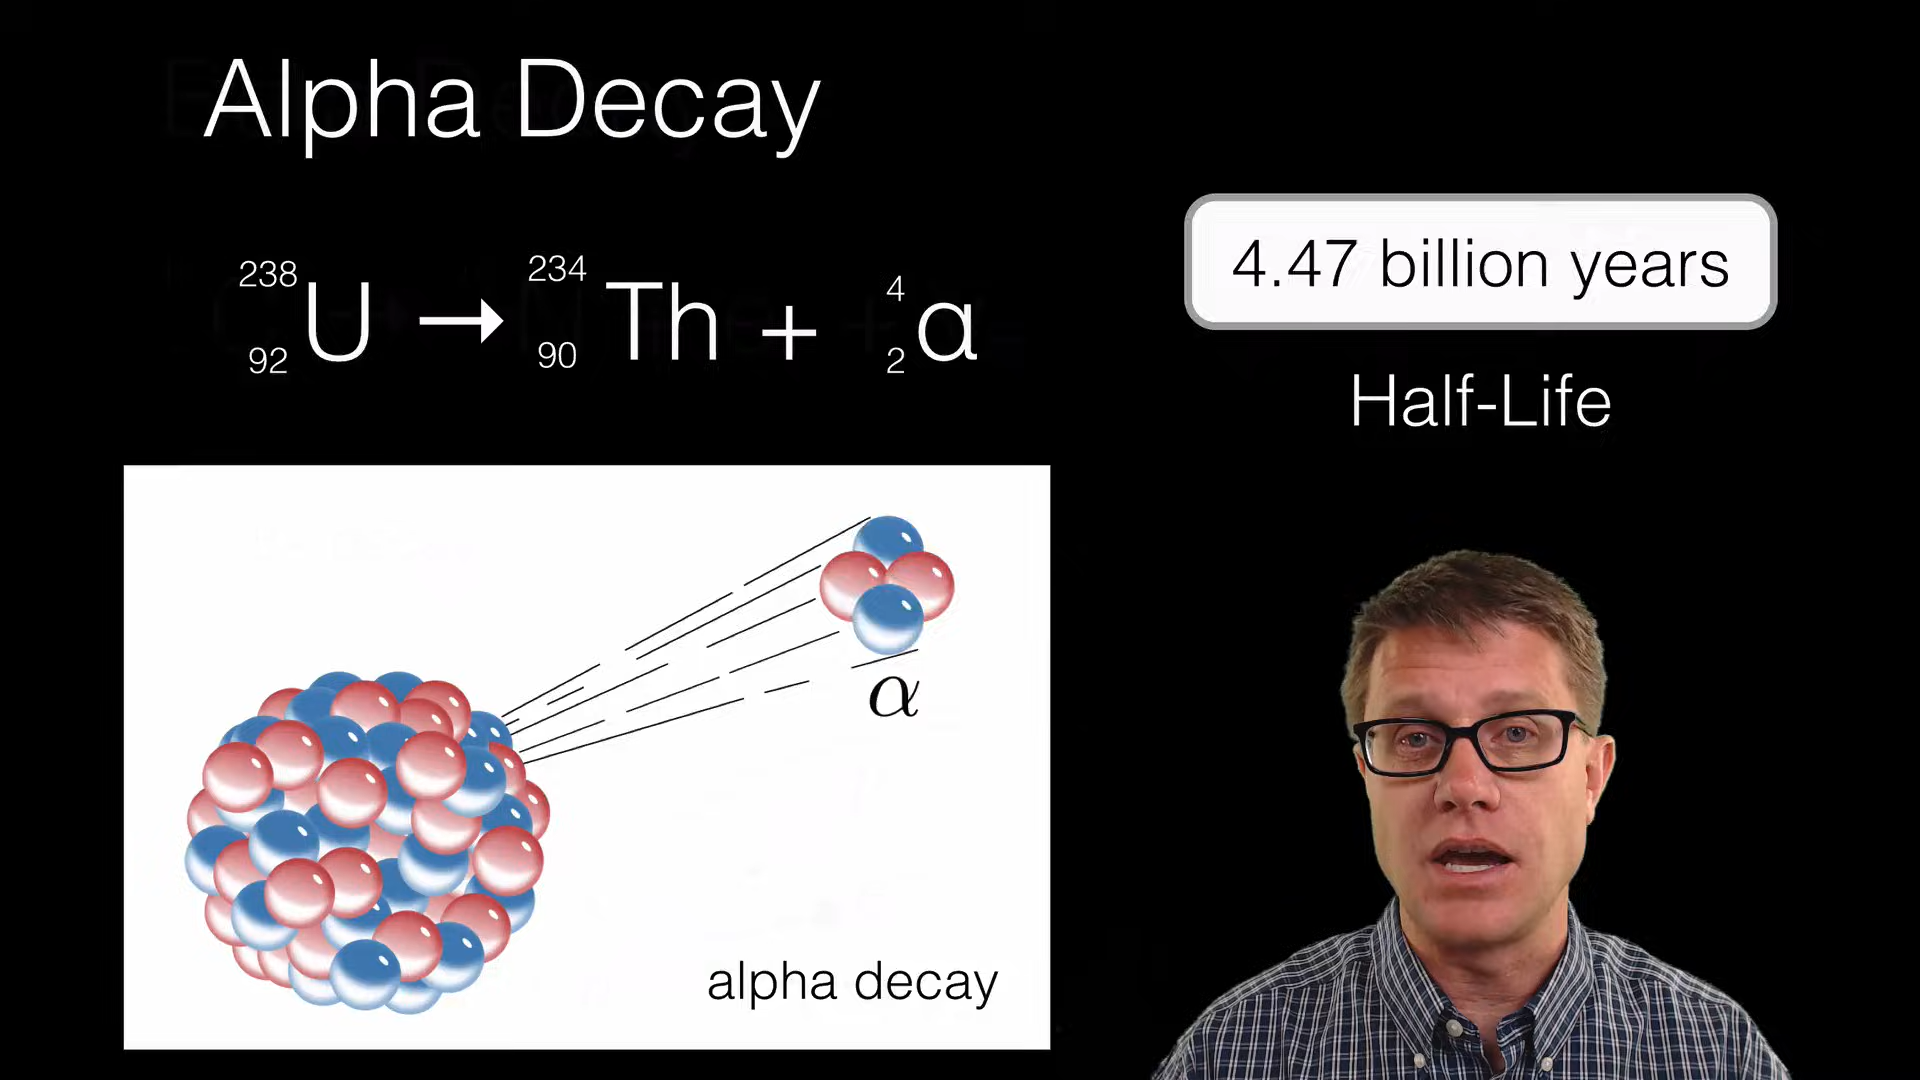 Alpha Decay
238
92 U → 234
90 Th + 4
2 α
4.47 billion years
Half-Life
α
alpha decay